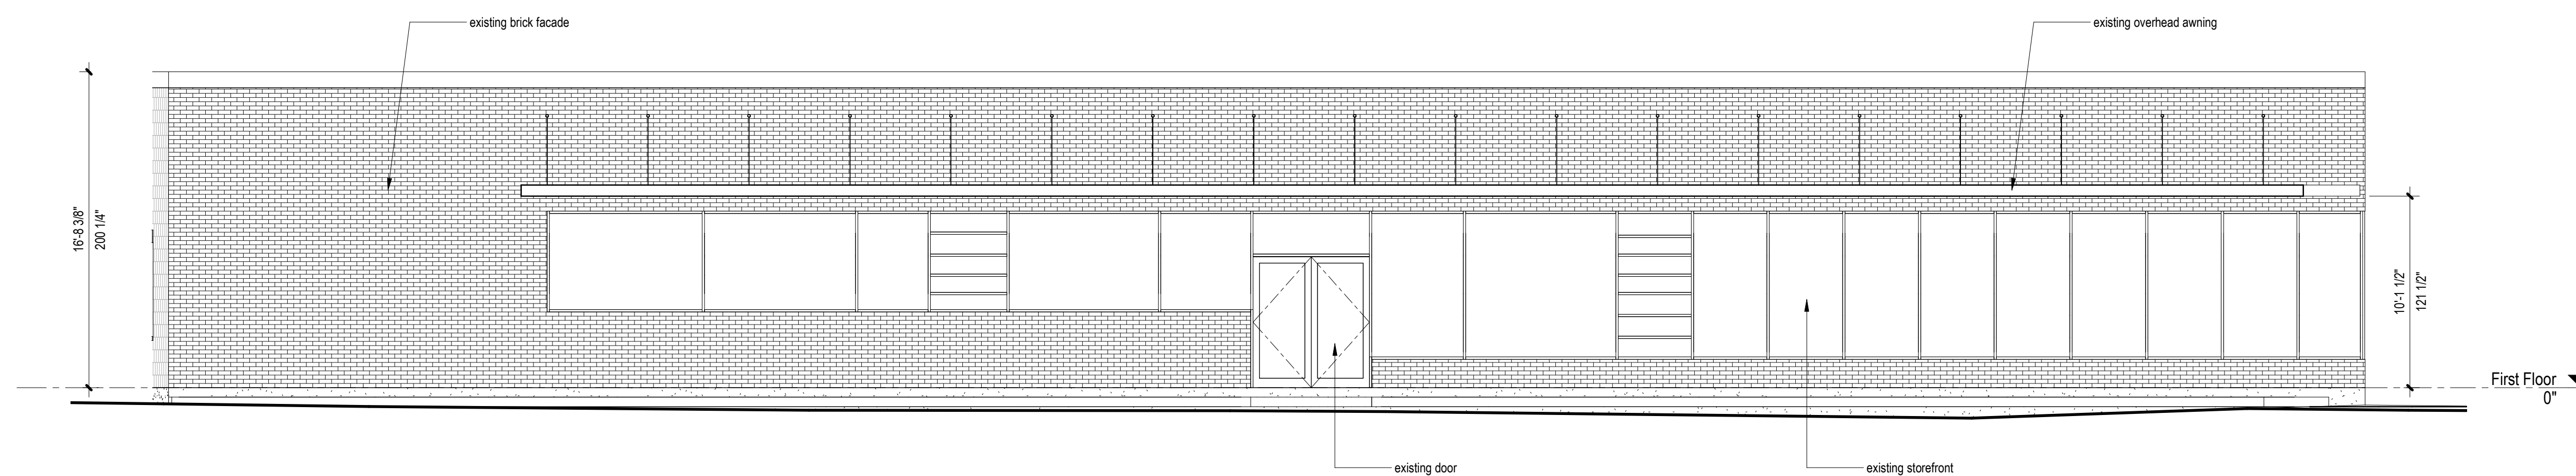 existing brick facade
existing overhead awning
16'-8 3/8"
200 1/4"
10'-1 1/2"
121 1/2"
First Floor
0"
existing door
existing storefront